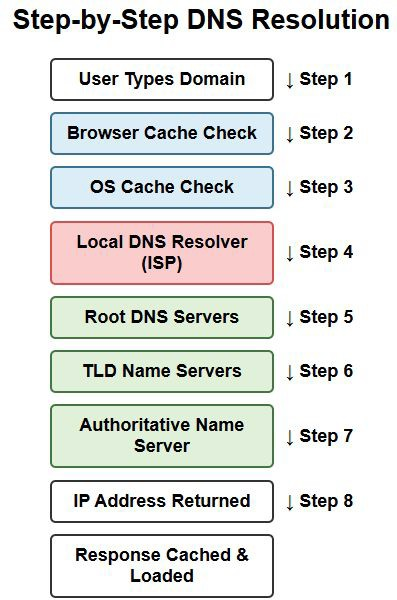 Step-by-Step DNS Resolution
User Types Domain ↓ Step 1
Browser Cache Check ↓ Step 2
OS Cache Check ↓ Step 3
Local DNS Resolver
(ISP) ↓ Step 4
Root DNS Servers ↓ Step 5
TLD Name Servers ↓ Step 6
Authoritative Name
Server ↓ Step 7
IP Address Returned ↓ Step 8
Response Cached &
Loaded